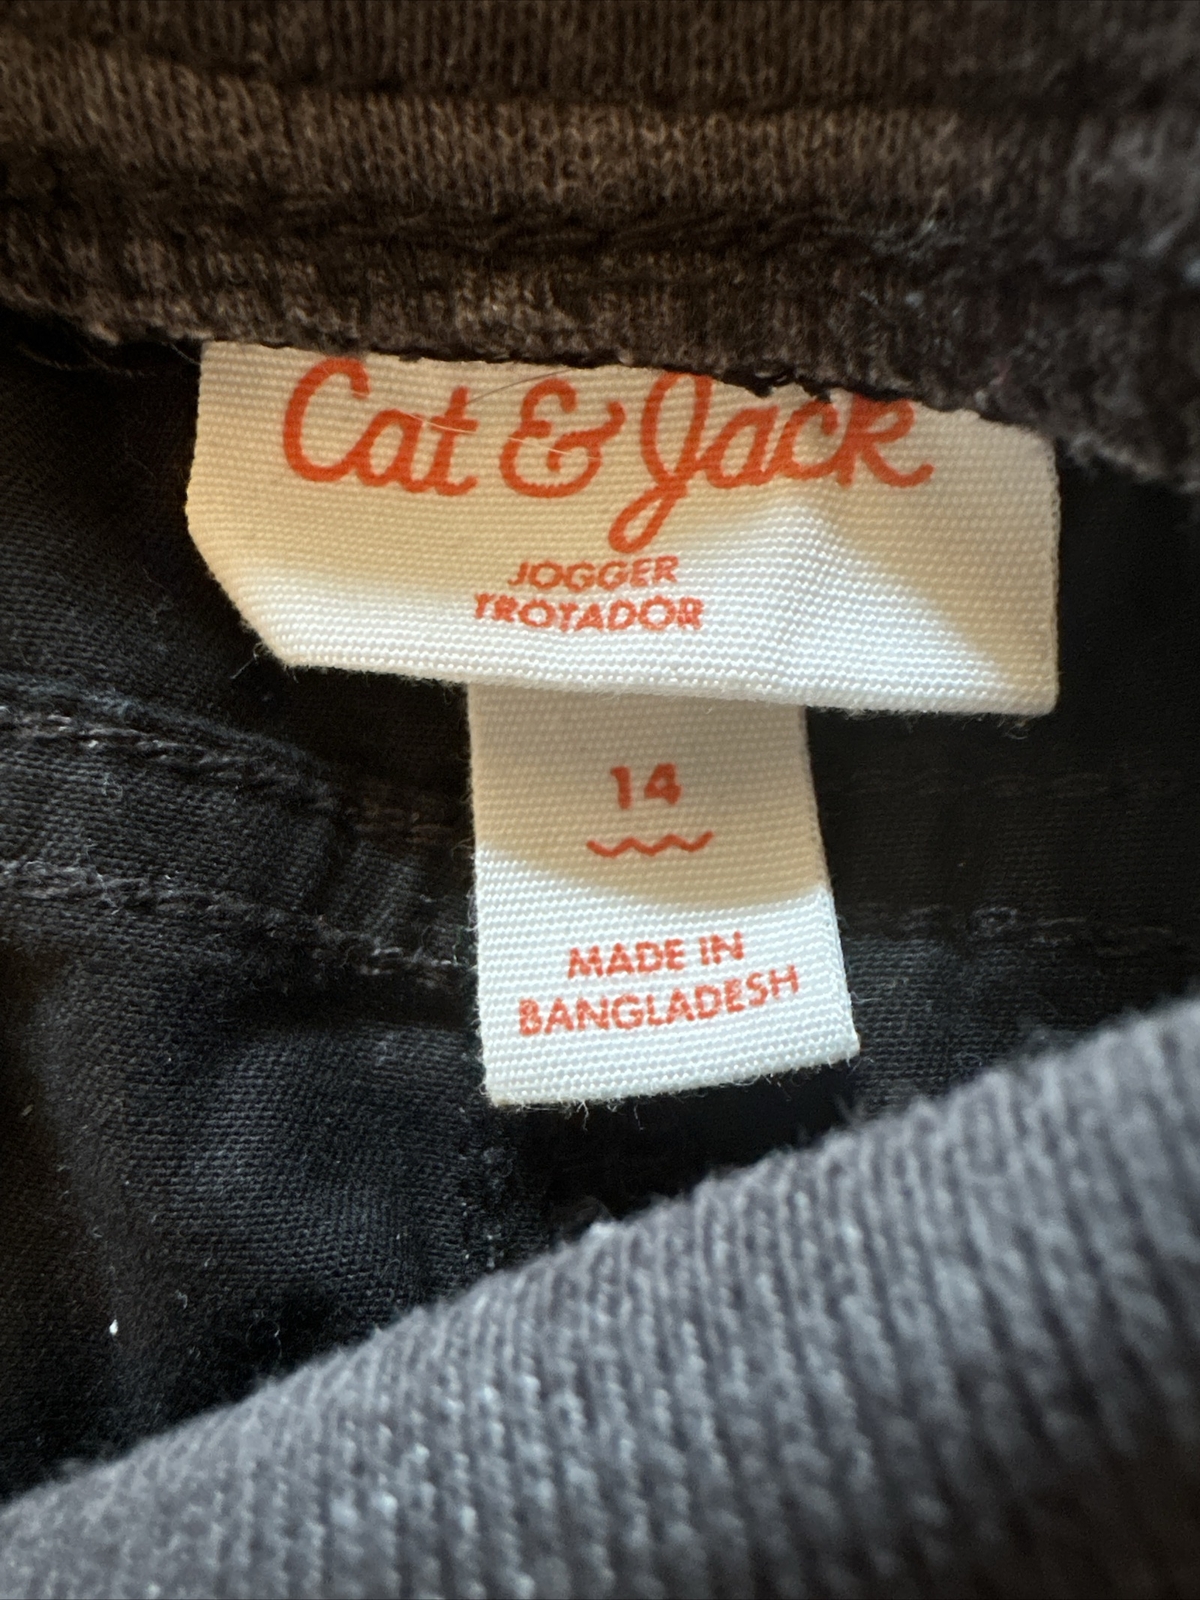 Cat & Jack
JOGGER
TROTADOR
14
MADE IN
BANGLADESH